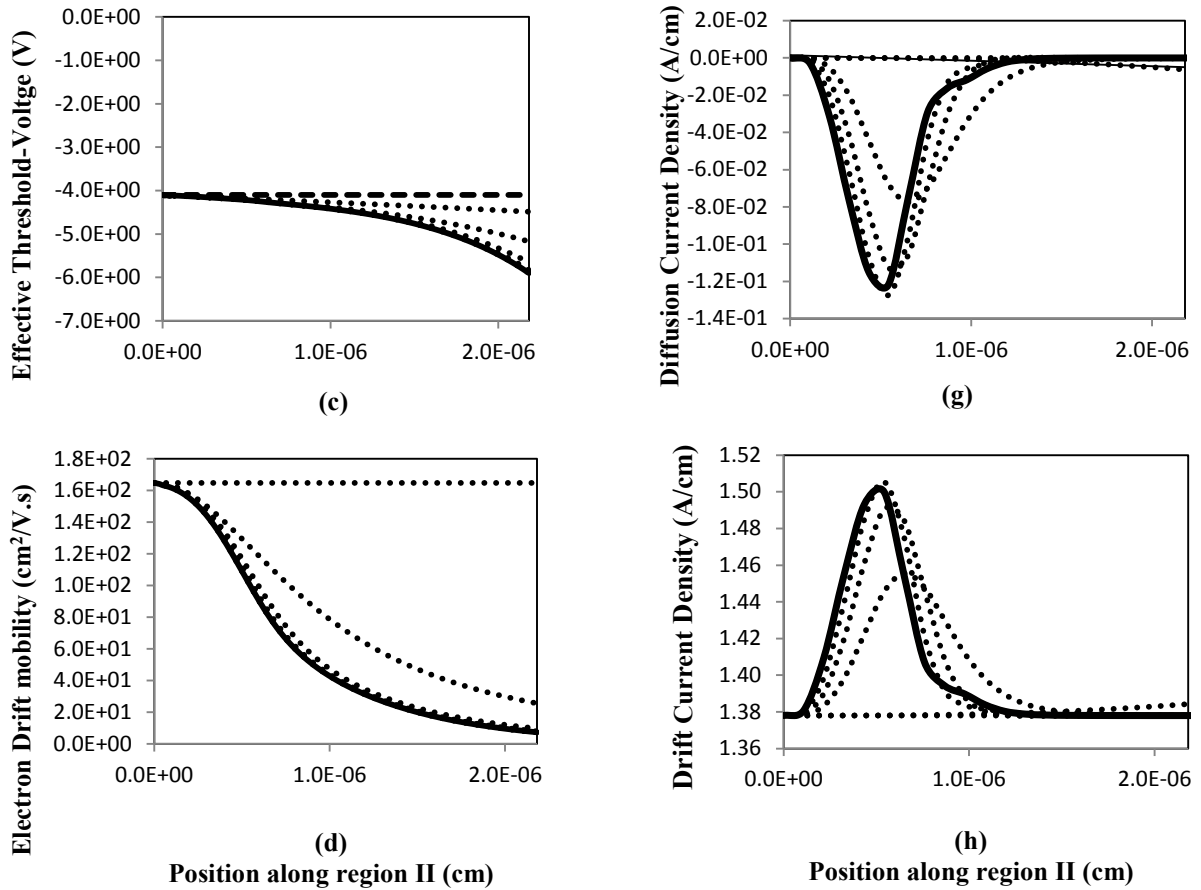 Effective Threshold-Voltge (V)
0.0E+00
-1.0E+00
-2.0E+00
-3.0E+00
-4.0E+00
-5.0E+00
-6.0E+00
-7.0E+00
0.0E+00 1.0E-06 2.0E-06
(c)
Diffusion Current Density (A/cm)
2.0E-02
0.0E+00
-2.0E-02
-4.0E-02
-6.0E-02
-8.0E-02
-1.0E-01
-1.2E-01
-1.4E-01
0.0E+00 1.0E-06 2.0E-06
(g)
Electron Drift mobility (cm²/V.s)
1.8E+02
1.6E+02
1.4E+02
1.2E+02
1.0E+02
8.0E+01
6.0E+01
4.0E+01
2.0E+01
0.0E+00
0.0E+00 1.0E-06 2.0E-06
(d)
Position along region II (cm)
Drift Current Density (A/cm)
1.52
1.50
1.48
1.46
1.44
1.42
1.40
1.38
1.36
0.0E+00 1.0E-06 2.0E-06
(h)
Position along region II (cm)